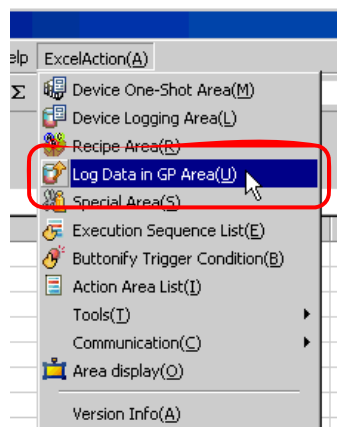 elp ExcelAction(A)
Σ Device One-Shot Area(M)
Device Logging Area(L)
Recipe Area(R)
Log Data in GP Area(U)
Special Area(S)
Execution Sequence List(E)
Buttonify Trigger Condition(B)
Action Area List(I)
Tools(T)
Communication(C)
Area display(O)
Version Info(A)